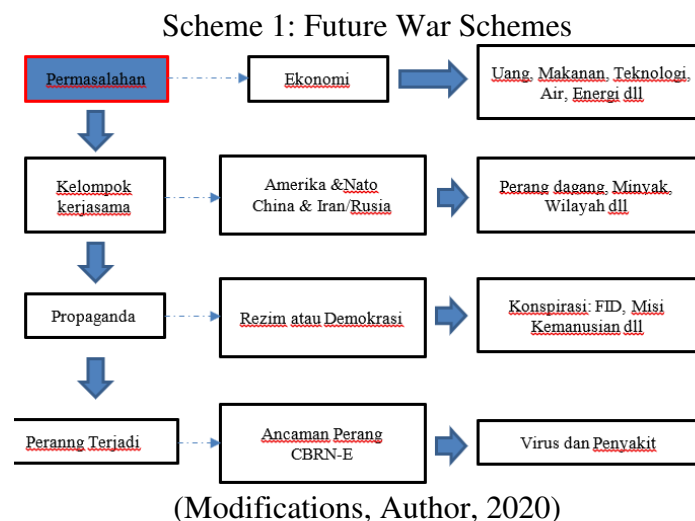 Scheme 1: Future War Schemes
Permasalahan
Ekonomi
Uang, Makanan, Teknologi,
Air, Energi dll
Kelompok
kerjasama
Amerika &Nato
China & Iran/Rusia
Perang dagang, Minyak,
Wilayah dll
Propaganda
Rezim atau Demokrasi
Konspirasi: FID, Misi
Kemanusian dll
Peranng Terjadi
Ancaman Perang
CBRN-E
Virus dan Penyakit
(Modifications, Author, 2020)